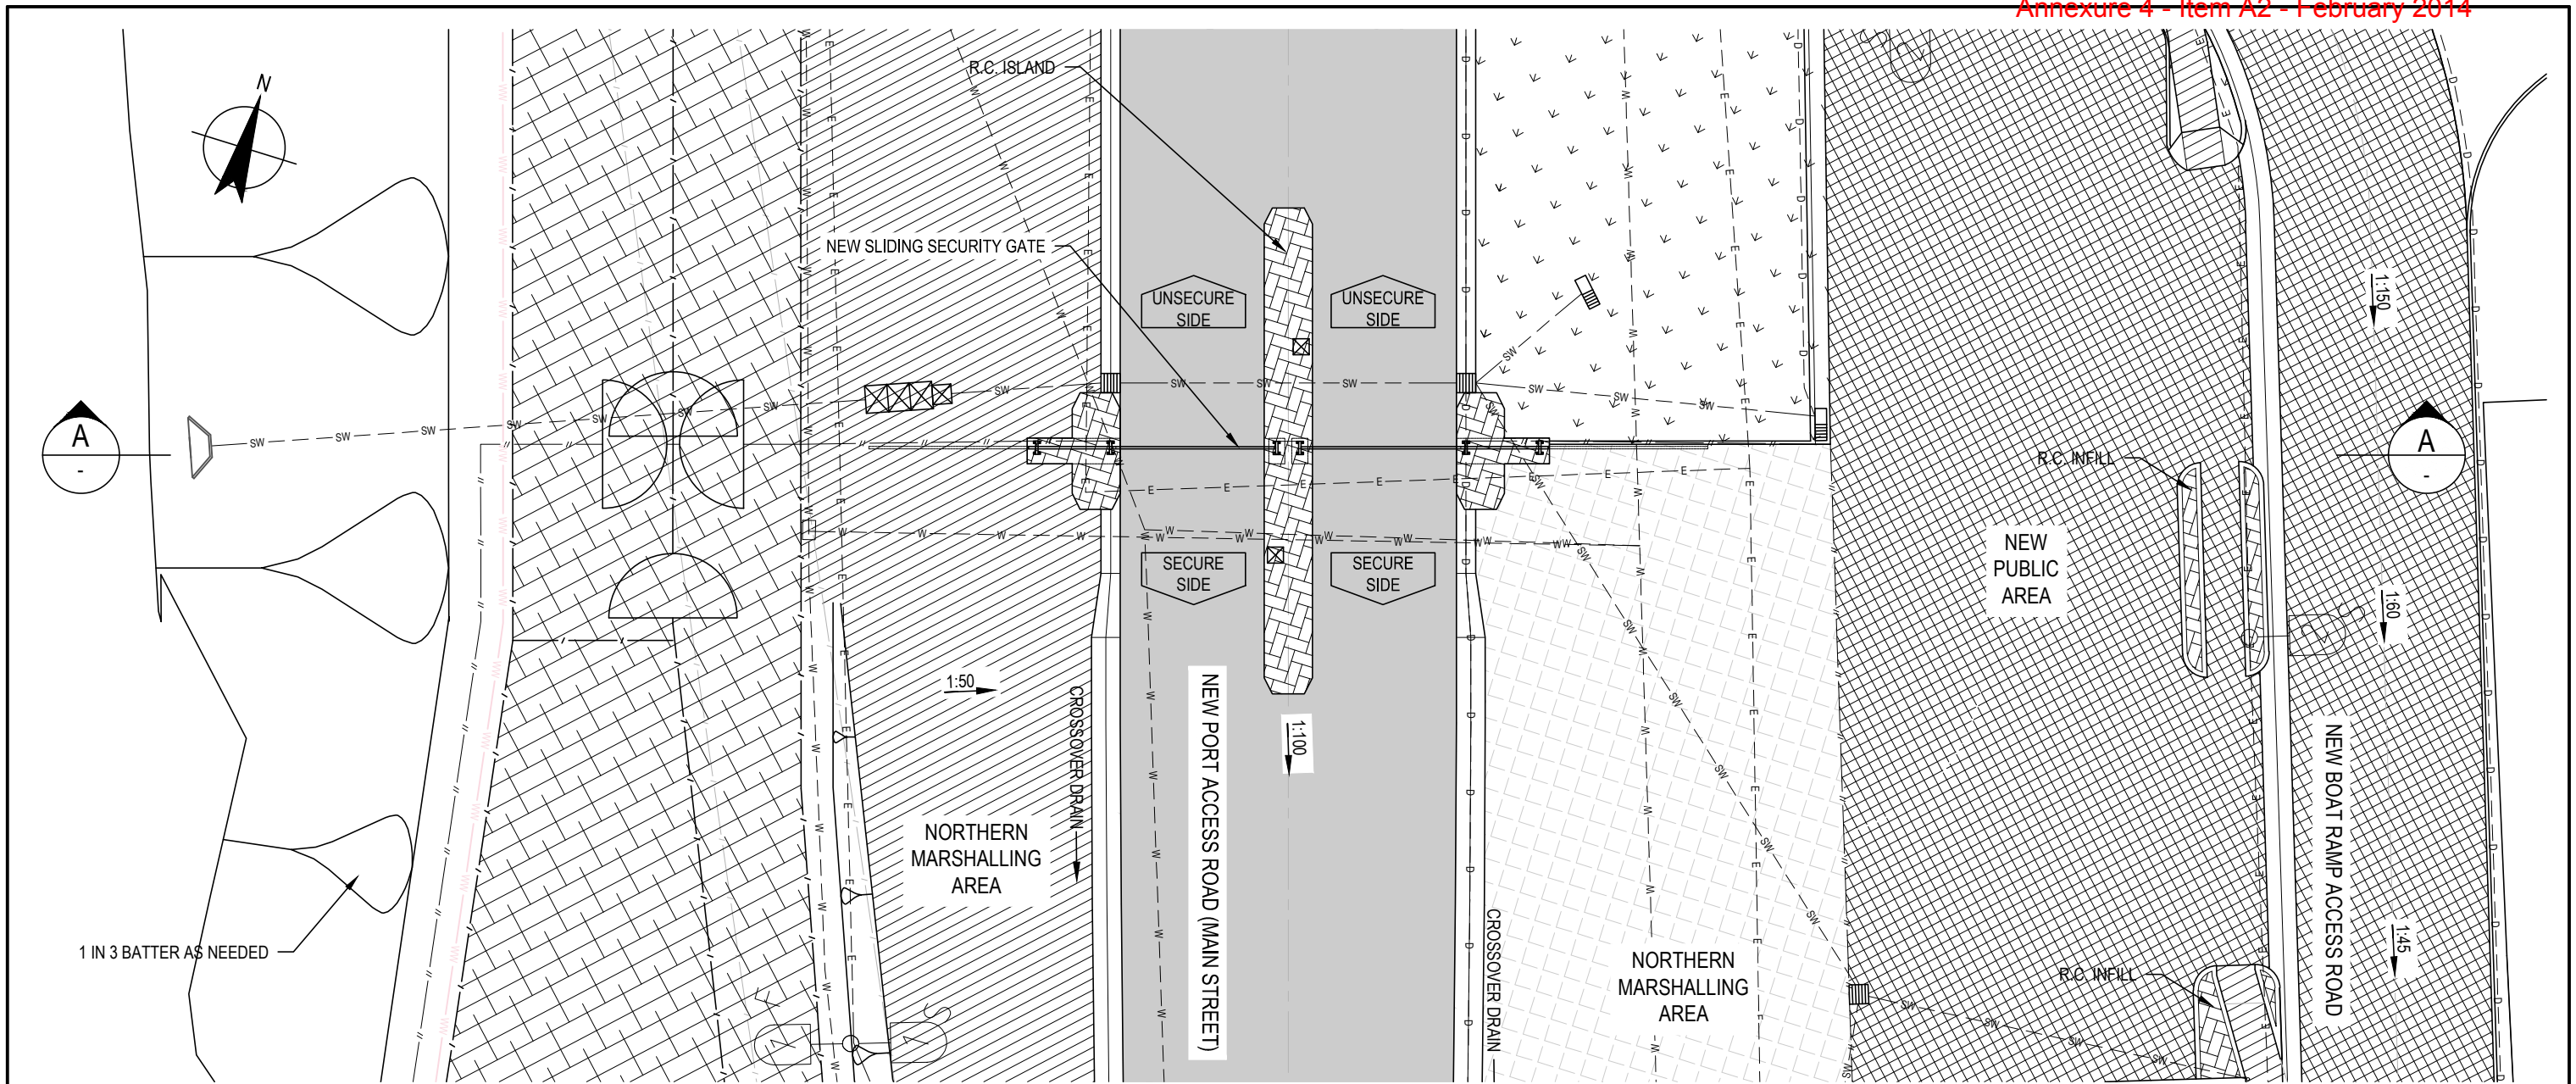 Annexure 4 - Item A2 - February 2014
N
R.C. ISLAND
NEW SLIDING SECURITY GATE
UNSECURE
SIDE
UNSECURE
SIDE
1:150
A
-
A
-
R.C. INFILL
NEW
PUBLIC
AREA
SECURE
SIDE
SECURE
SIDE
1:60
1:50
CROSSOVER DRAIN
NEW PORT ACCESS ROAD (MAIN STREET)
1:100
NEW BOAT RAMP ACCESS ROAD
NORTHERN
MARSHALLING
AREA
1 IN 3 BATTER AS NEEDED
CROSSOVER DRAIN
NORTHERN
MARSHALLING
AREA
1:45
R.C. INFILL